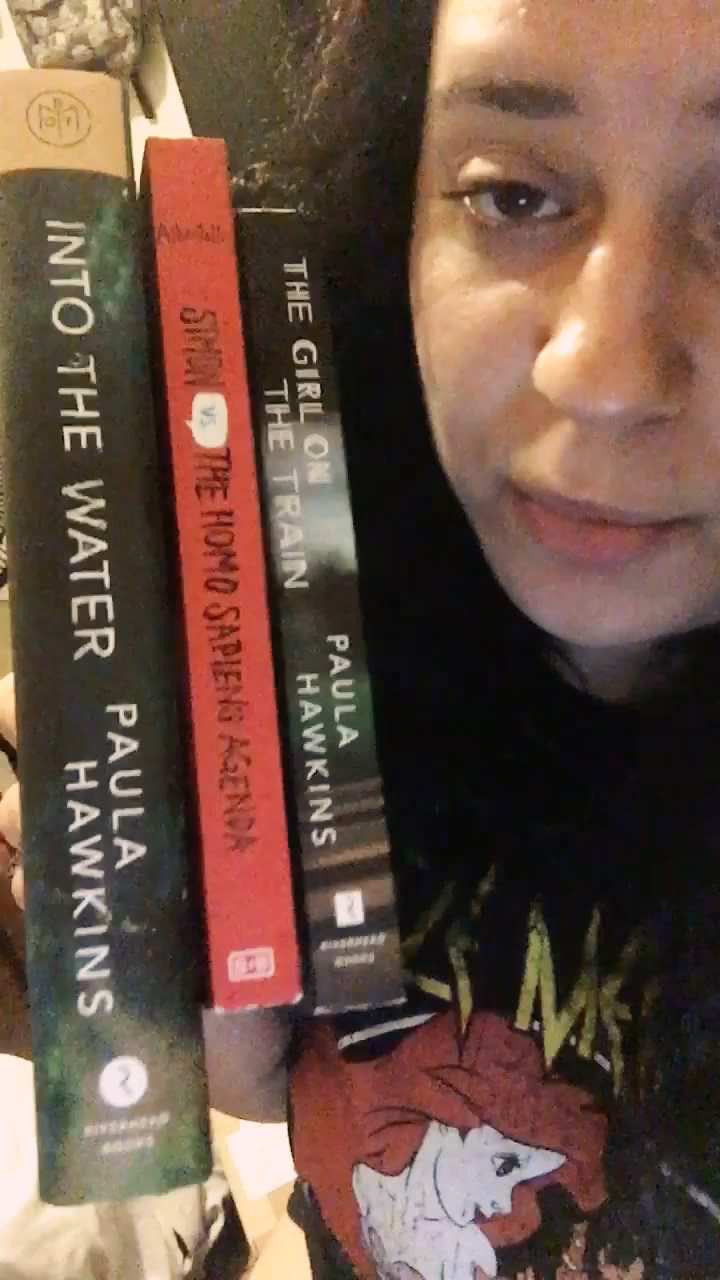 INTO THE WATER
PAULA
HAWKINS
RIVERHEAD
BOOKS
Albertalli
SIMON VS. THE HOMO SAPIENS AGENDA
THE GIRL ON
THE TRAIN
PAULA
HAWKINS
RIVERHEAD
BOOKS